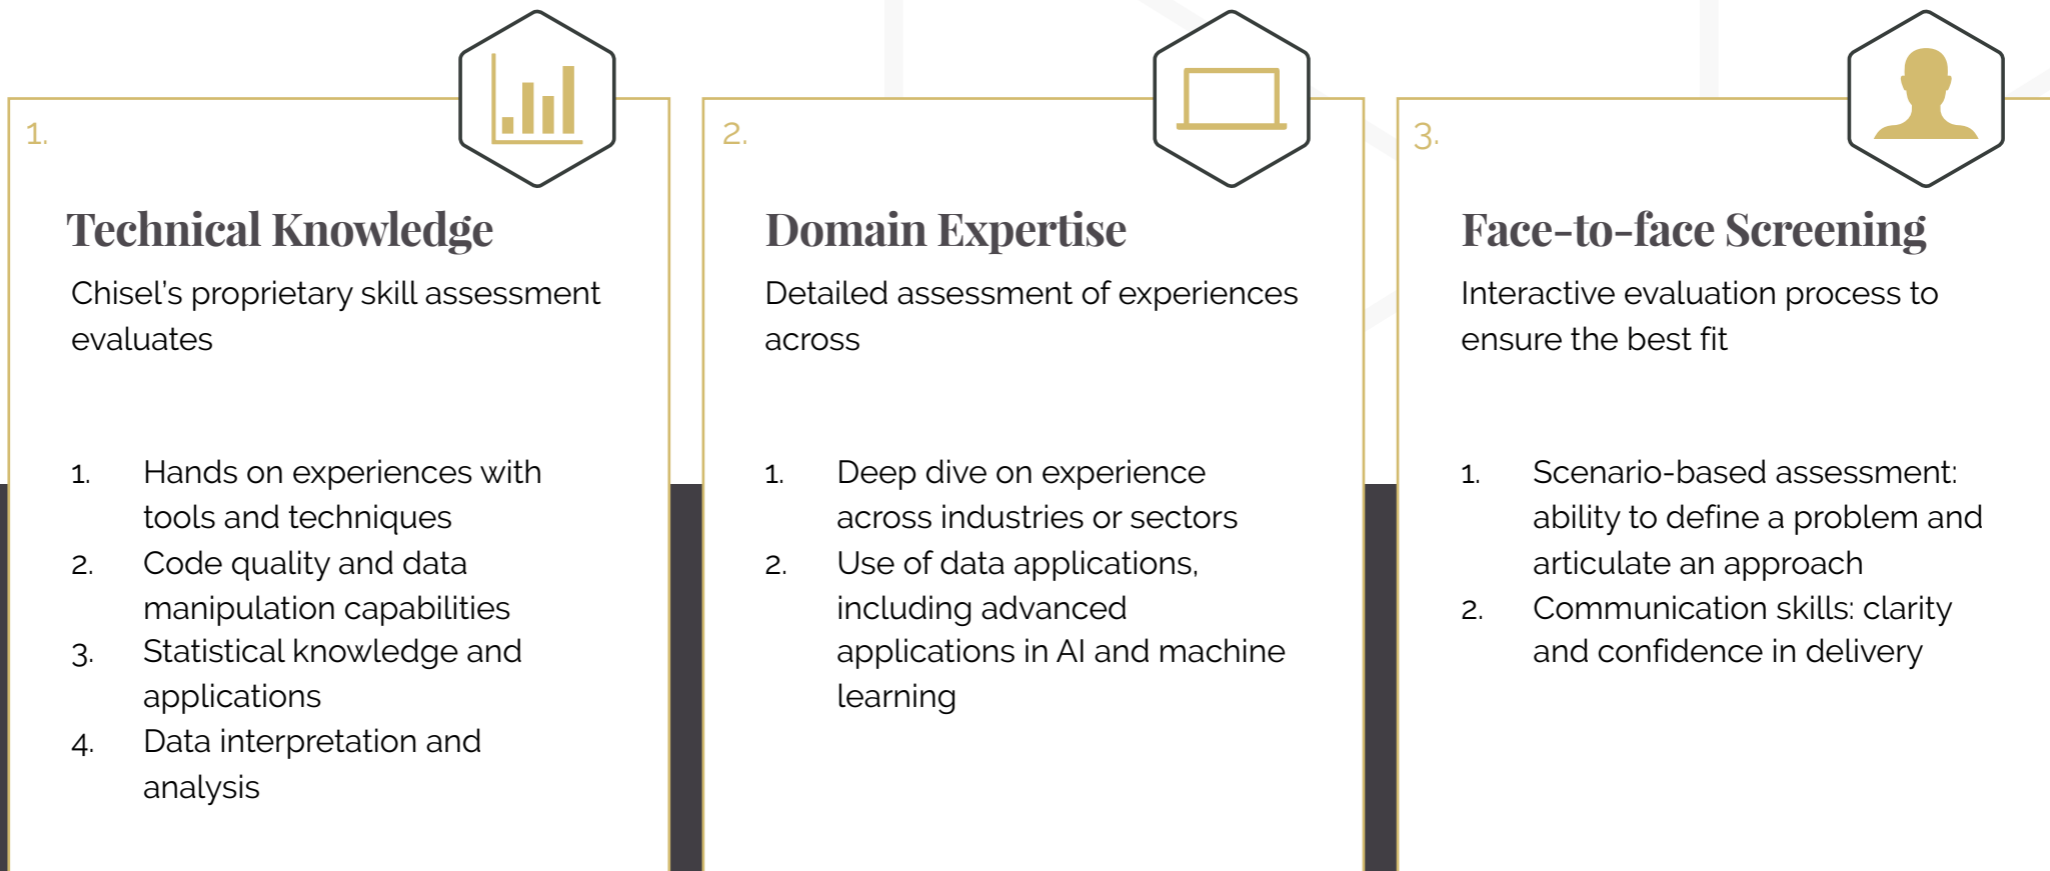 1.
Technical Knowledge
Chisel's proprietary skill assessment
evaluates
1. Hands on experiences with
tools and techniques
2. Code quality and data
manipulation capabilities
3. Statistical knowledge and
applications
4. Data interpretation and
analysis
2.
Domain Expertise
Detailed assessment of experiences
across
1. Deep dive on experience
across industries or sectors
2. Use of data applications,
including advanced
applications in AI and machine
learning
3.
Face-to-face Screening
Interactive evaluation process to
ensure the best fit
1. Scenario-based assessment:
ability to define a problem and
articulate an approach
2. Communication skills: clarity
and confidence in delivery